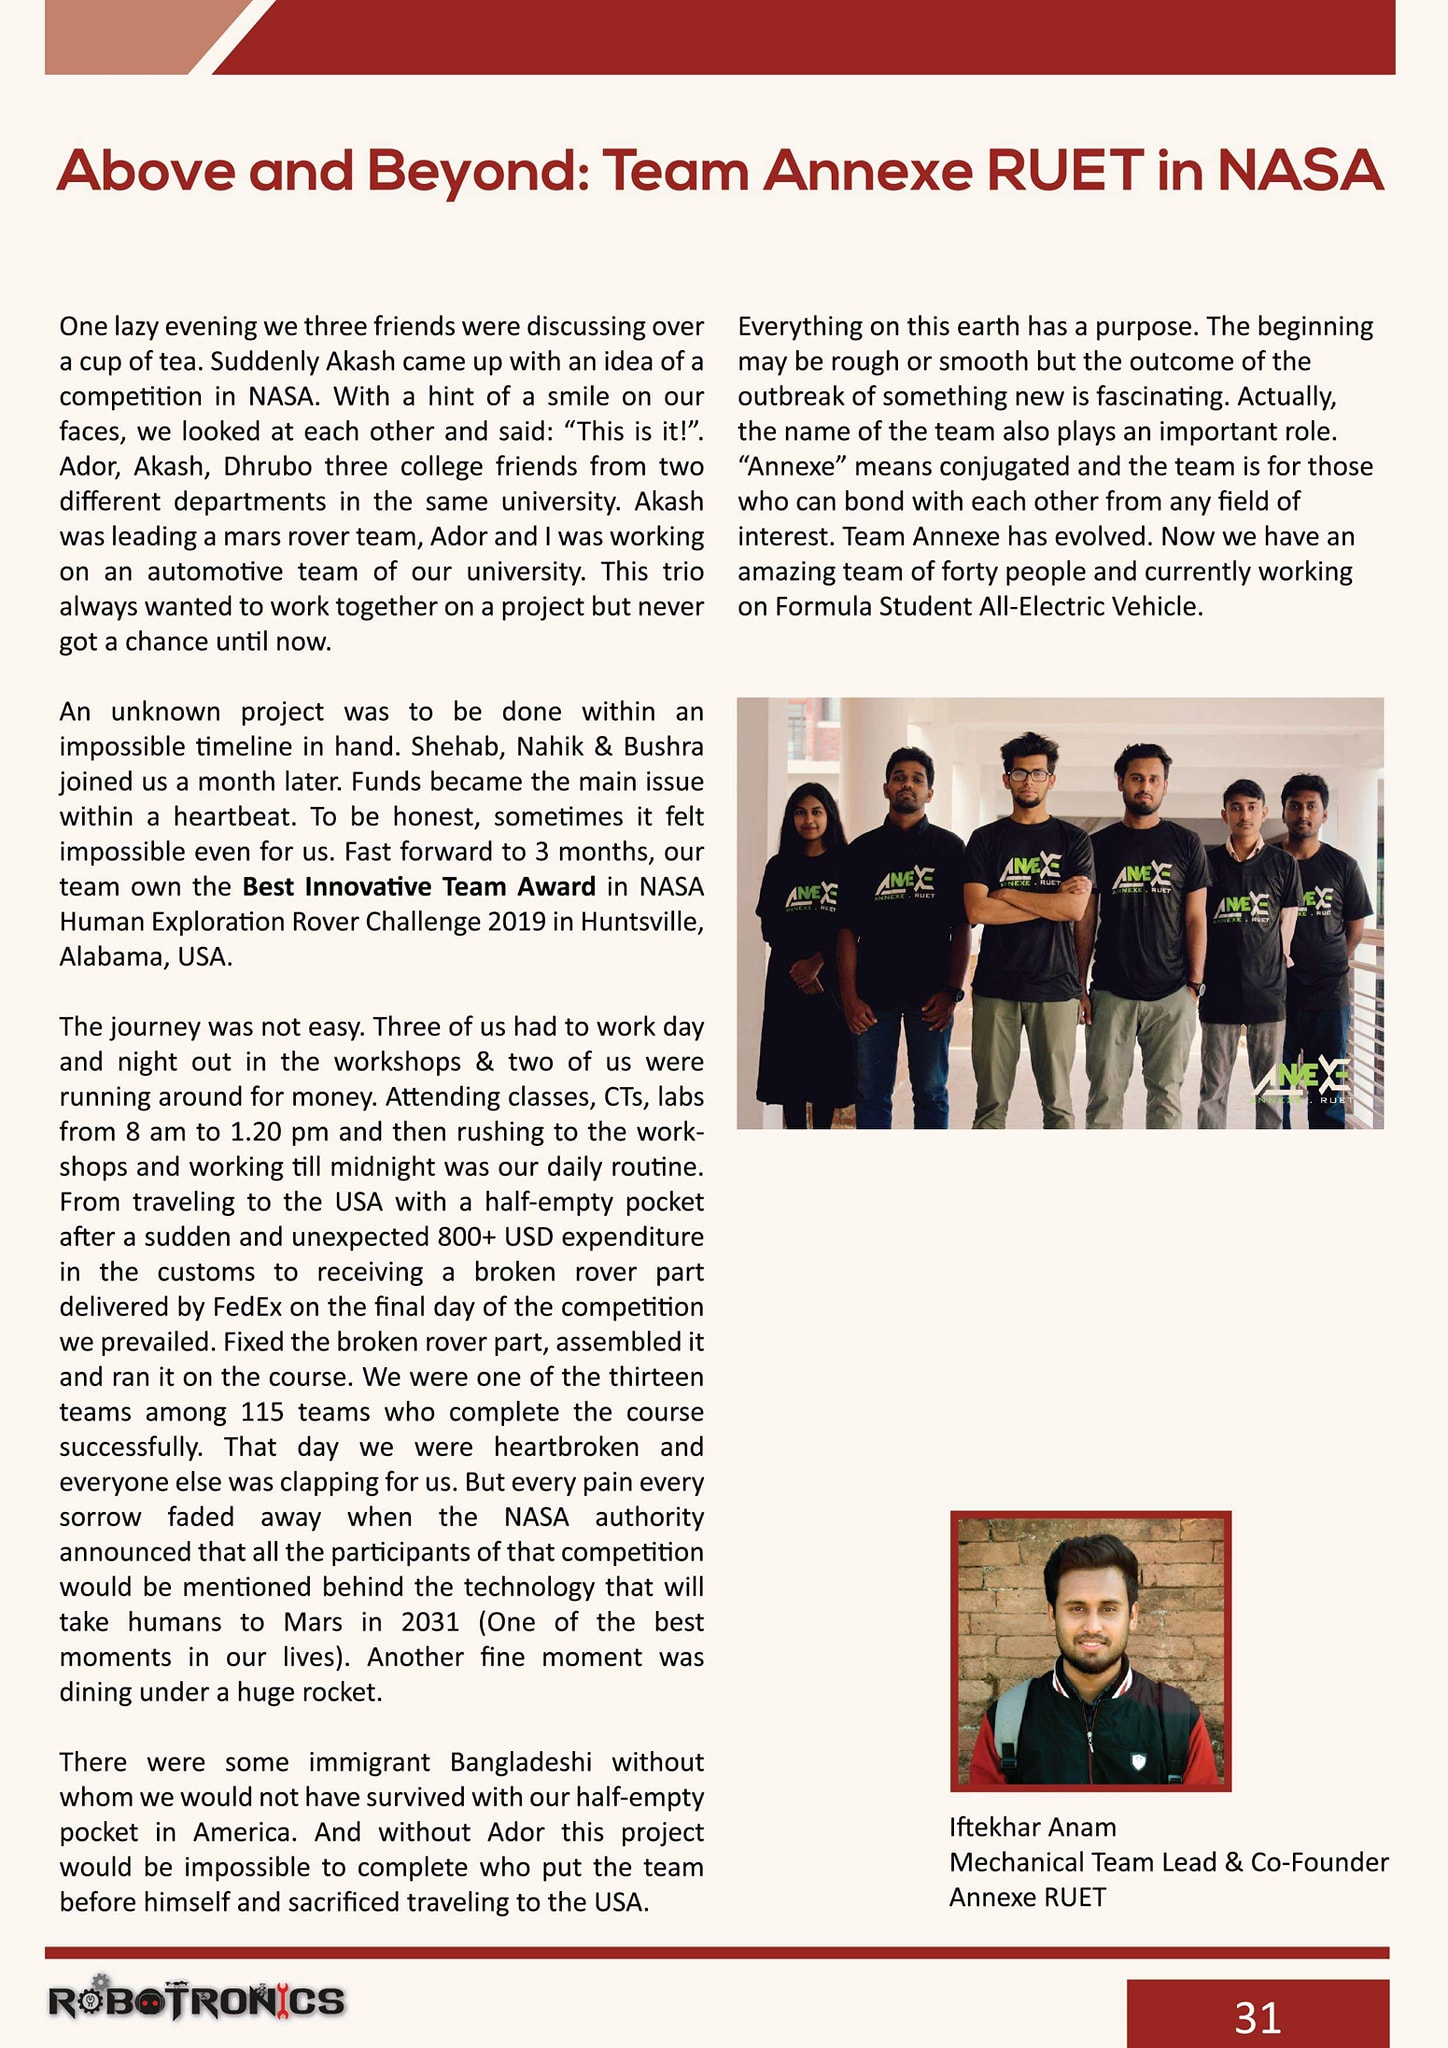 Above and Beyond: Team Annexe RUET in NASA
One lazy evening we three friends were discussing over
a cup of tea. Suddenly Akash came up with an idea of a
competition in NASA. With a hint of a smile on our
faces, we looked at each other and said: “This is it!”.
Ador, Akash, Dhrubo three college friends from two
different departments in the same university. Akash
was leading a mars rover team, Ador and I was working
on an automotive team of our university. This trio
always wanted to work together on a project but never
got a chance until now.
An unknown project was to be done within an
impossible timeline in hand. Shehab, Nahik & Bushra
joined us a month later. Funds became the main issue
within a heartbeat. To be honest, sometimes it felt
impossible even for us. Fast forward to 3 months, our
team own the Best Innovative Team Award in NASA
Human Exploration Rover Challenge 2019 in Huntsville,
Alabama, USA.
The journey was not easy. Three of us had to work day
and night out in the workshops & two of us were
running around for money. Attending classes, CTs, labs
from 8 am to 1.20 pm and then rushing to the work-
shops and working till midnight was our daily routine.
From traveling to the USA with a half-empty pocket
after a sudden and unexpected 800+ USD expenditure
in the customs to receiving a broken rover part
delivered by FedEx on the final day of the competition
we prevailed. Fixed the broken rover part, assembled it
and ran it on the course. We were one of the thirteen
teams among 115 teams who complete the course
successfully. That day we were heartbroken and
everyone else was clapping for us. But every pain every
sorrow faded away when the NASA authority
announced that all the participants of that competition
would be mentioned behind the technology that will
take humans to Mars in 2031 (One of the best
moments in our lives). Another fine moment was
dining under a huge rocket.
There were some immigrant Bangladeshi without
whom we would not have survived with our half-empty
pocket in America. And without Ador this project
would be impossible to complete who put the team
before himself and sacrificed traveling to the USA.
Everything on this earth has a purpose. The beginning
may be rough or smooth but the outcome of the
outbreak of something new is fascinating. Actually,
the name of the team also plays an important role.
“Annexe” means conjugated and the team is for those
who can bond with each other from any field of
interest. Team Annexe has evolved. Now we have an
amazing team of forty people and currently working
on Formula Student All-Electric Vehicle.
ANEXE
ANNEXE . RUET
ANEXE
ANNEXE . RUET
ANEXE
ANNEXE . RUET
ANEXE
ANNEXE . RUET
ANEXE
ANNEXE . RUET
ANEXE
ANNEXE . RUET
Iftekhar Anam
Mechanical Team Lead & Co-Founder
Annexe RUET
ROBOTRONICS
31